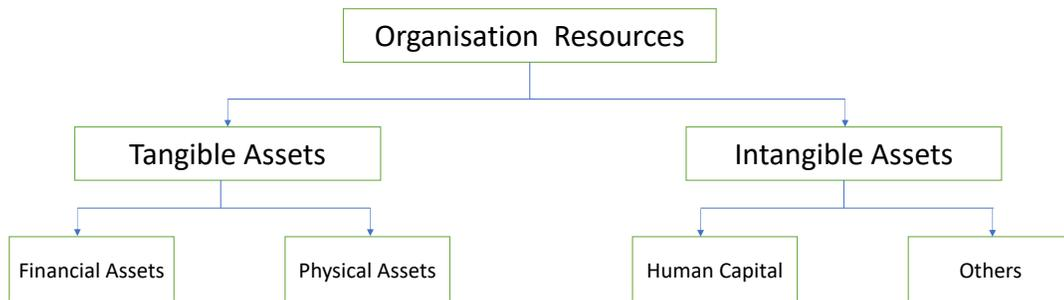 Organisation  Resources
Tangible Assets
Intangible Assets
Financial Assets
Physical Assets
Human Capital
Others